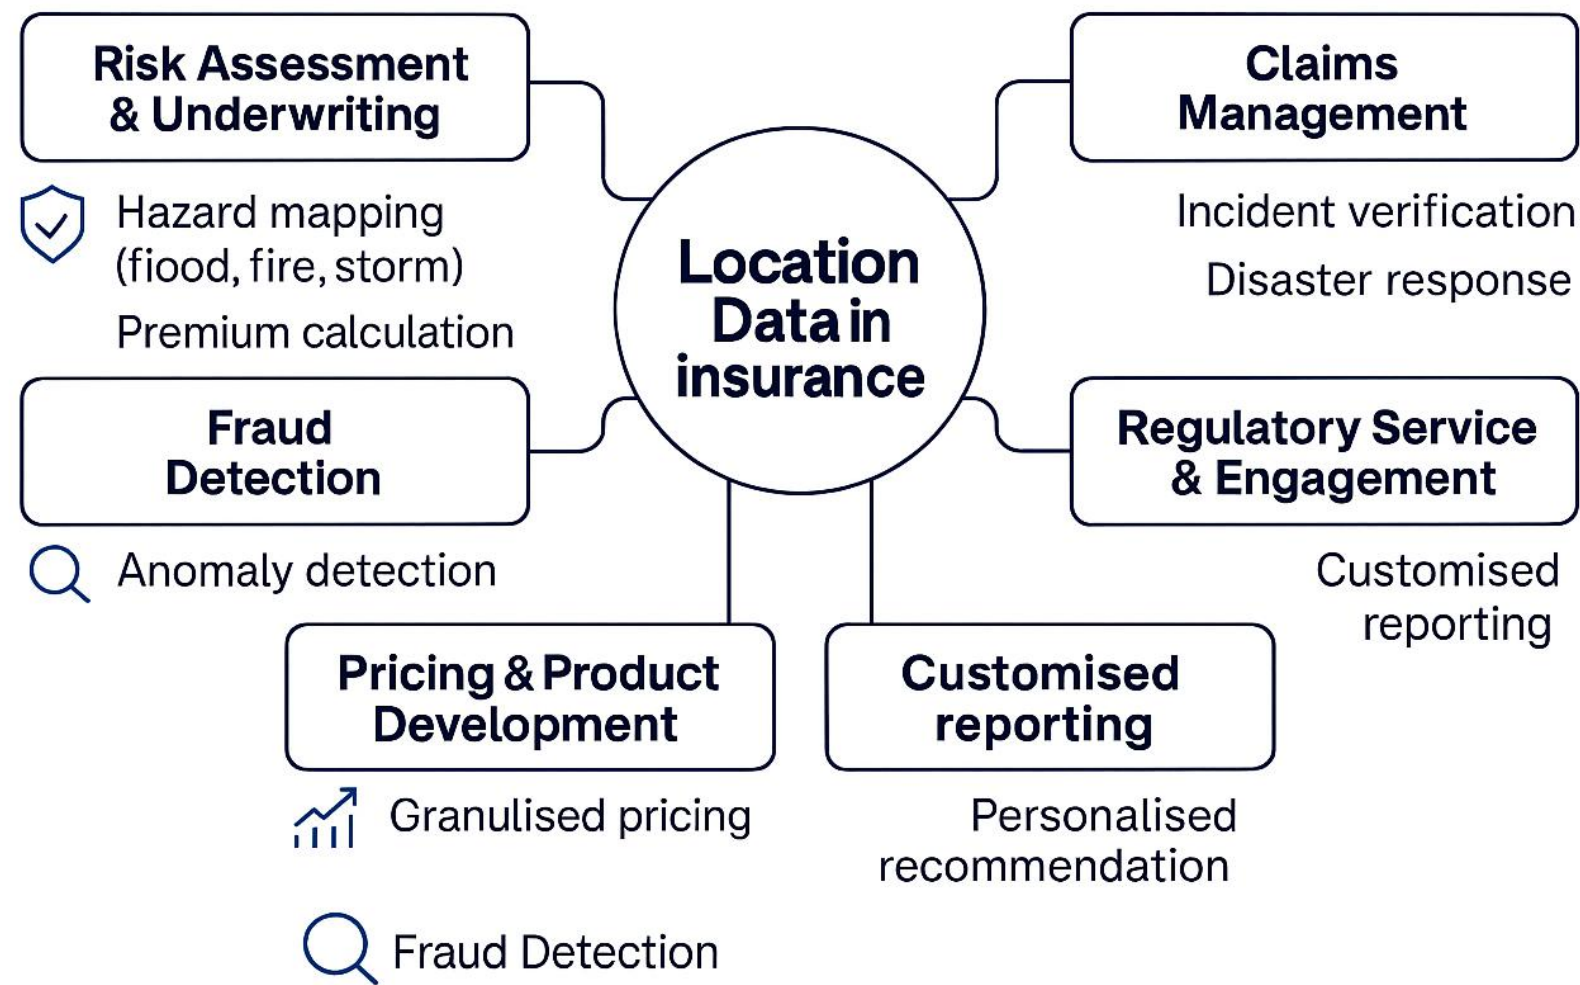 Risk Assessment
& Underwriting
Hazard mapping
(fiood, fire, storm)
Premium calculation
Fraud
Detection
Anomaly detection
Location
Data in
insurance
Claims
Management
Incident verification
Disaster response
Regulatory Service
& Engagement
Customised
reporting
Pricing & Product
Development
Granulised pricing
Fraud Detection
Customised
reporting
Personalised
recommendation